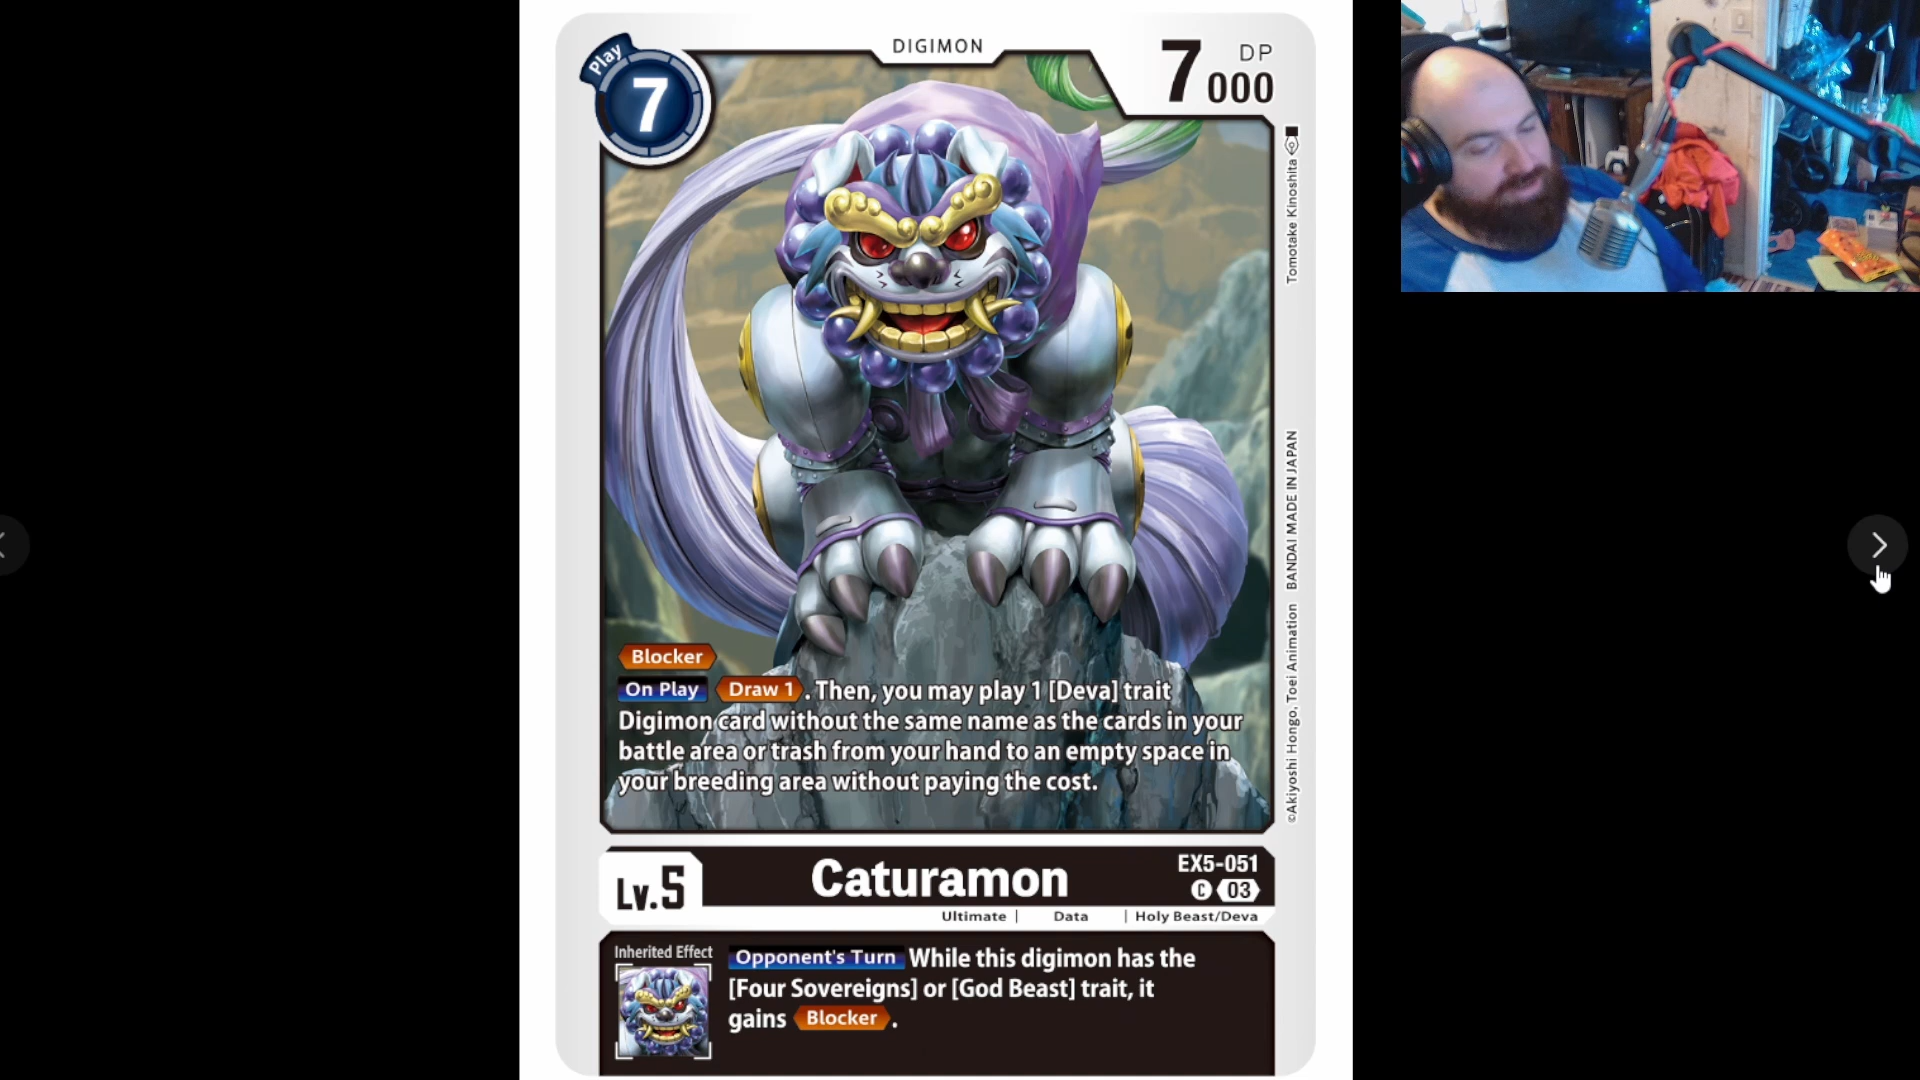 DIGIMON
Play
7
7000
DP
Tomotake Kinoshita
Blocker
On Play Draw 1. Then, you may play 1 [Deva] trait
Digimon card without the same name as the cards in your
battle area or trash from your hand to an empty space in
your breeding area without paying the cost.
©Akiyoshi Hongo, Toei Animation BANDAI MADE IN JAPAN
Lv.5
Caturamon
EX5-051
C 03
Ultimate | Data | Holy Beast/Deva
Inherited Effect
Opponent's Turn While this digimon has the
[Four Sovereigns] or [God Beast] trait, it
gains Blocker.